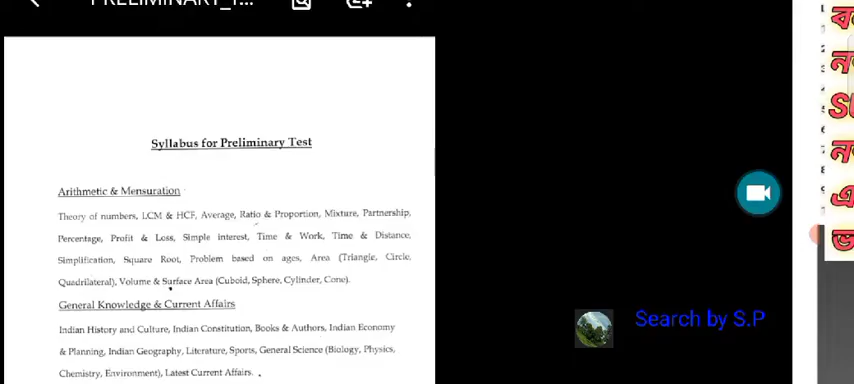 Syllabus for Preliminary Test
Arithmetic & Mensuration
Theory of numbers, LCM & HCF, Average, Ratio & Proportion, Mixture, Partnership,
Percentage, Profit & Loss, Simple interest, Time & Work, Time & Distance,
Simplification, Square Root, Problem based on ages, Area (Triangle, Circle,
Quadrilateral), Volume & Surface Area (Cuboid, Sphere, Cylinder, Cone).
General Knowledge & Current Affairs
Indian History and Culture, Indian Constitution, Books & Authors, Indian Economy
& Planning, Indian Geography, Literature, Sports, General Science (Biology, Physics,
Chemistry, Environment), Latest Current Affairs.
Search by S.P